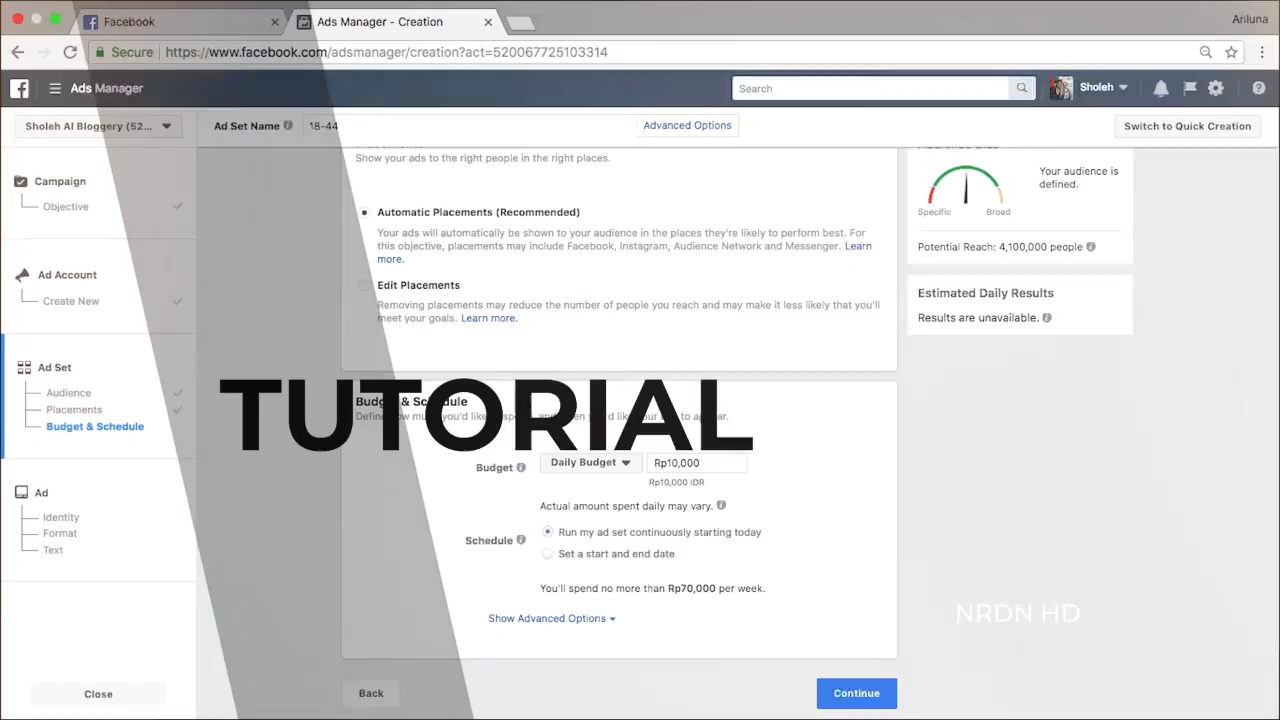 Facebook
Ads Manager - Creation
Ariluna
Secure
https://www.facebook.com/adsmanager/creation?act=520067725103314
Ads Manager
Search
Sholeh
Sholeh Al Bloggery (52...
Ad Set Name
18-44
Advanced Options
Switch to Quick Creation
Campaign
Objective
Ad Account
Create New
Ad Set
Audience
Placements
Budget & Schedule
Ad
Identity
Format
Text
Close
Show your ads to the right people in the right places.
Automatic Placements (Recommended)
Your ads will automatically be shown to your audience in the places they're likely to perform best. For
this objective, placements may include Facebook, Instagram, Audience Network and Messenger. Learn
more.
Edit Placements
Removing placements may reduce the number of people you reach and may make it less likely that you'll
meet your goals. Learn more.
TUTORIAL
Budget & Schedule
Budget
Daily Budget
Rp10,000
Rp10,000 IDR
Actual amount spent daily may vary.
Schedule
Run my ad set continuously starting today
Set a start and end date
You'll spend no more than Rp70,000 per week.
Show Advanced Options
Back
Continue
Your audience is
defined.
Specific
Broad
Potential Reach: 4,100,000 people
Estimated Daily Results
Results are unavailable.
NRDN HD